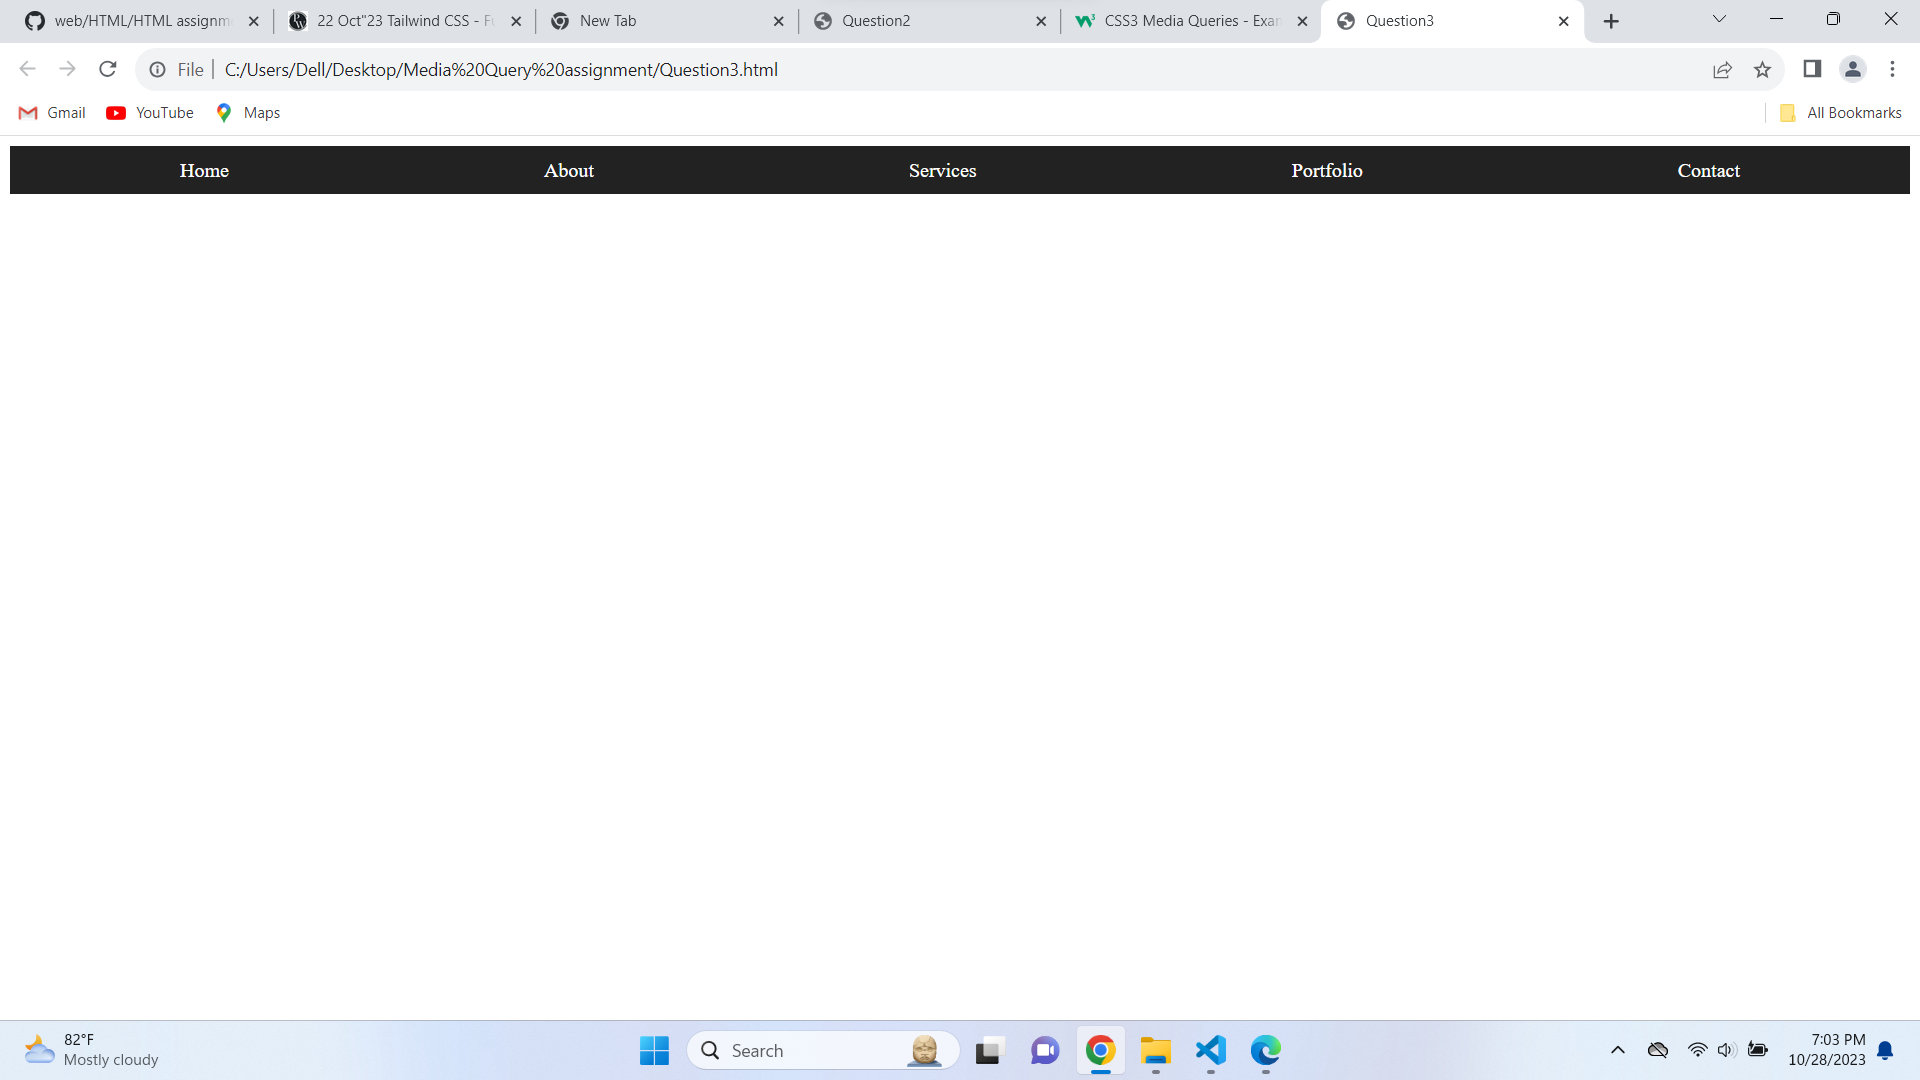 web/HTML/HTML assignm
22 Oct"23 Tailwind CSS - Fu
New Tab
Question2
CSS3 Media Queries - Exam
Question3
File | C:/Users/Dell/Desktop/Media%20Query%20assignment/Question3.html
Gmail YouTube Maps All Bookmarks
Home About Services Portfolio Contact
82°F
Mostly cloudy
Search
7:03 PM
10/28/2023